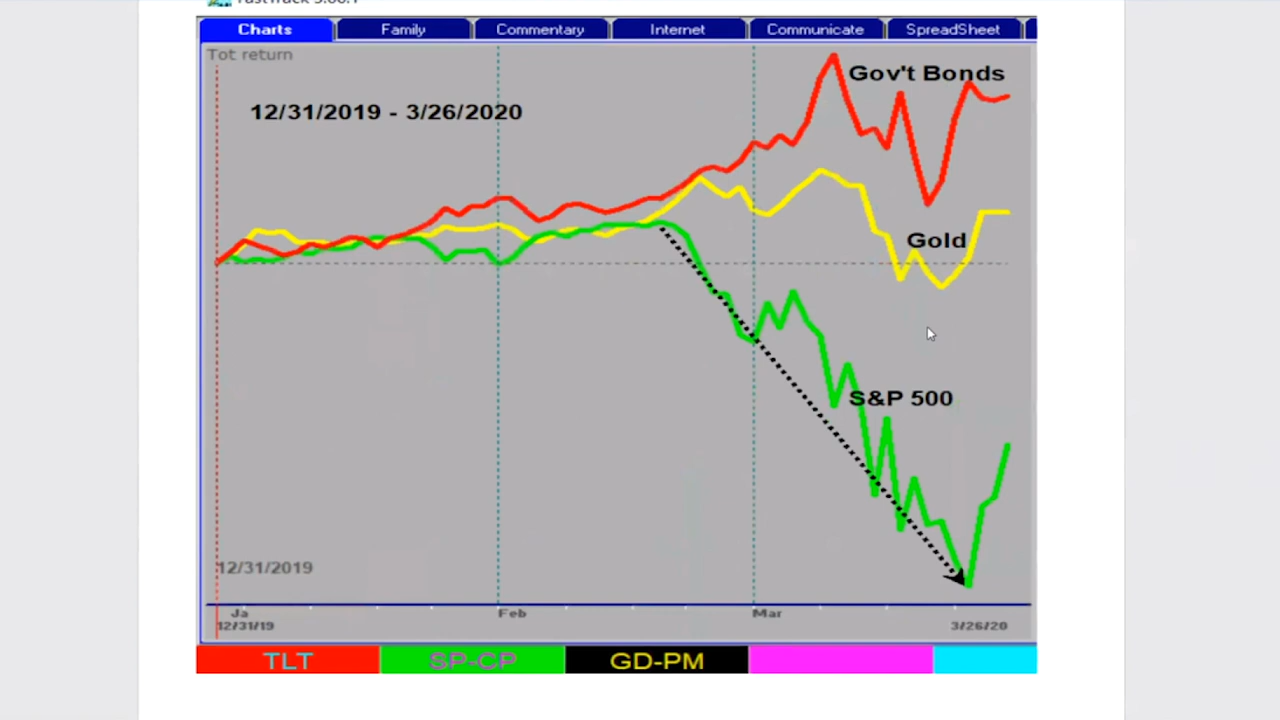 Charts Family Commentary Internet Communicate SpreadSheet
Tot return
Gov't Bonds
12/31/2019 - 3/26/2020
Gold
S&P 500
12/31/2019
Ja Feb Mar
12/31/19 3/26/20
TLT SP-CP GD-PM